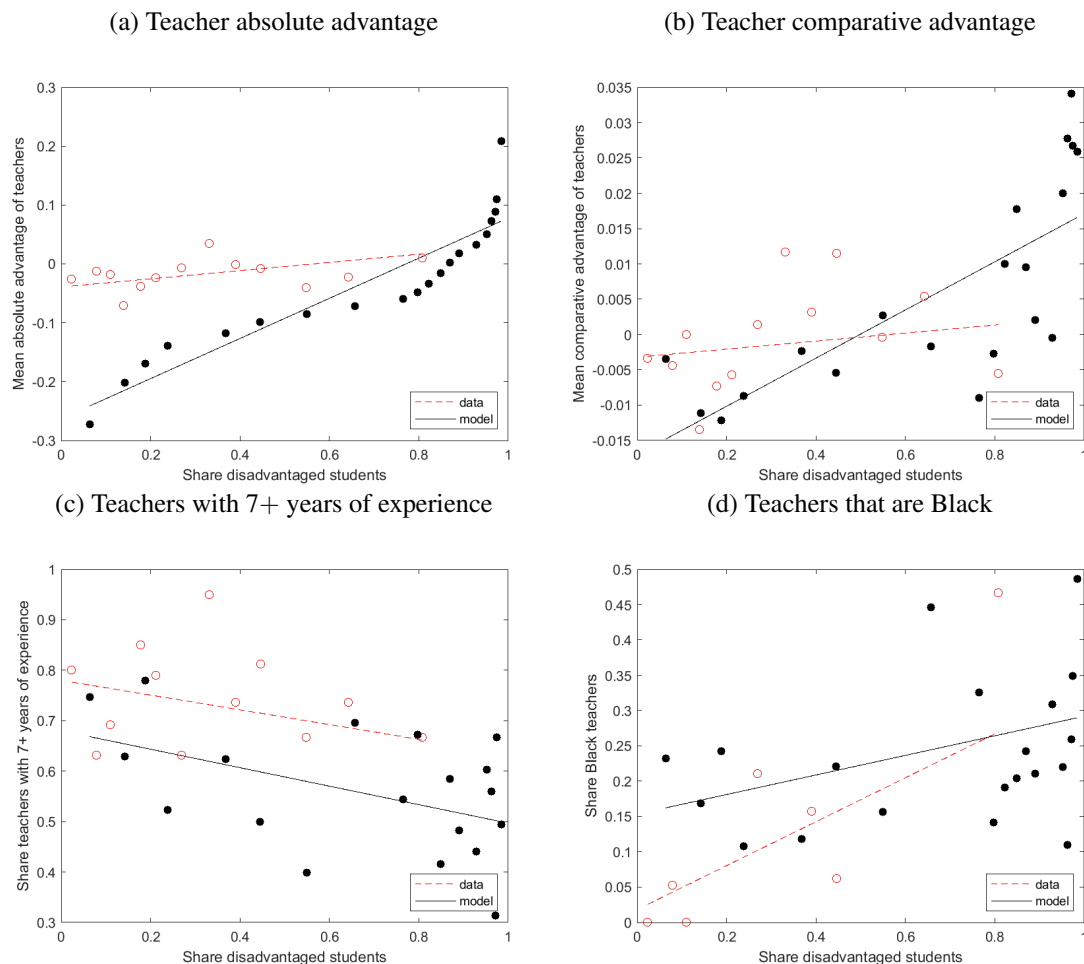 (a) Teacher absolute advantage
0.3
0.2
0.1
0
-0.1
-0.2
-0.3
Mean absolute advantage of teachers
0 0.2 0.4 0.6 0.8 1
Share disadvantaged students
data
model
(b) Teacher comparative advantage
0.035
0.03
0.025
0.02
0.015
0.01
0.005
0
-0.005
-0.01
-0.015
Mean comparative advantage of teachers
0 0.2 0.4 0.6 0.8 1
Share disadvantaged students
data
model
(c) Teachers with 7+ years of experience
1
0.9
0.8
0.7
0.6
0.5
0.4
0.3
Share teachers with 7+ years of experience
0 0.2 0.4 0.6 0.8 1
Share disadvantaged students
data
model
(d) Teachers that are Black
0.5
0.45
0.4
0.35
0.3
0.25
0.2
0.15
0.1
0.05
0
Share Black teachers
0 0.2 0.4 0.6 0.8 1
Share disadvantaged students
data
model